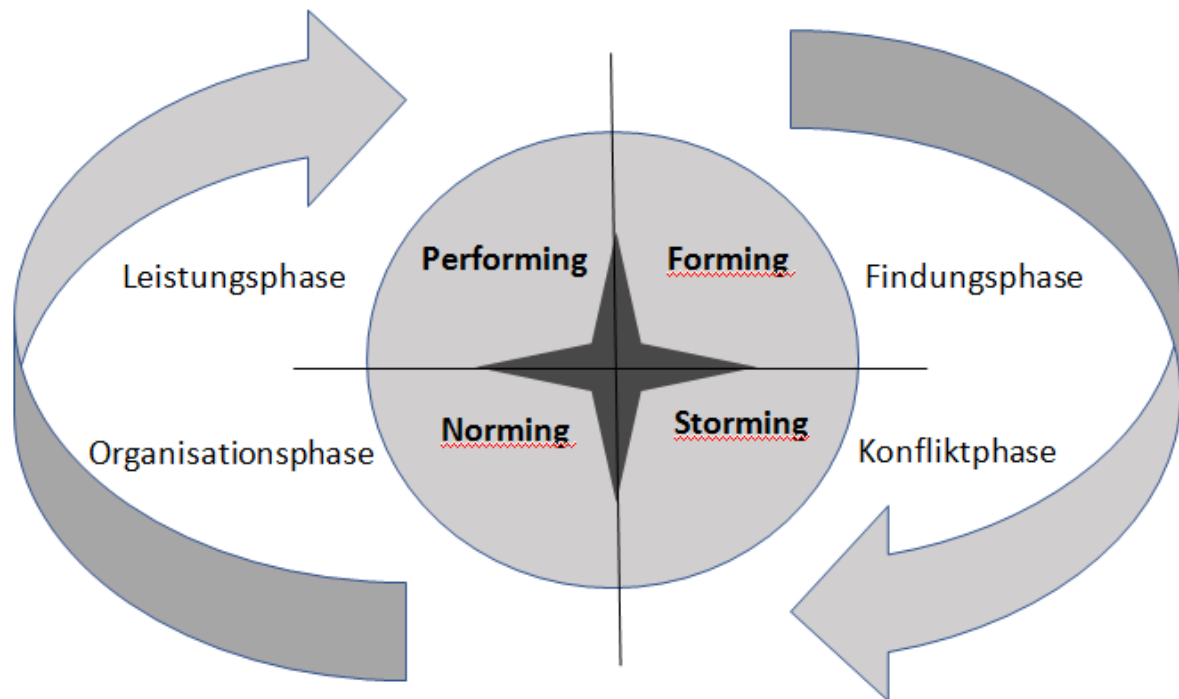 Performing
Forming
Leistungsphase
Findungsphase
Norming
Storming
Organisationsphase
Konfliktphase